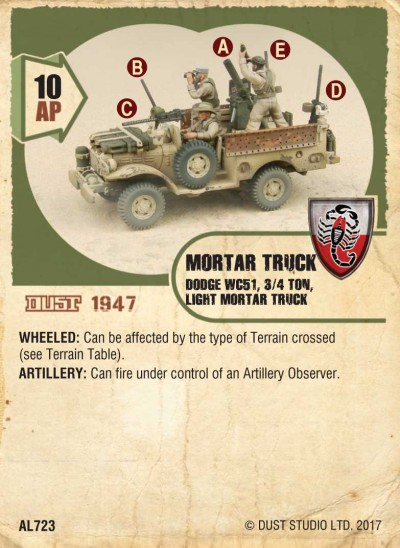 10
AP
A
E
B
C
D
MORTAR TRUCK
DODGE WC51, 3/4 TON,
LIGHT MORTAR TRUCK
DUST 1947
WHEELED: Can be affected by the type of Terrain crossed
(see Terrain Table).
ARTILLERY: Can fire under control of an Artillery Observer.
AL723
© DUST STUDIO LTD. 2017